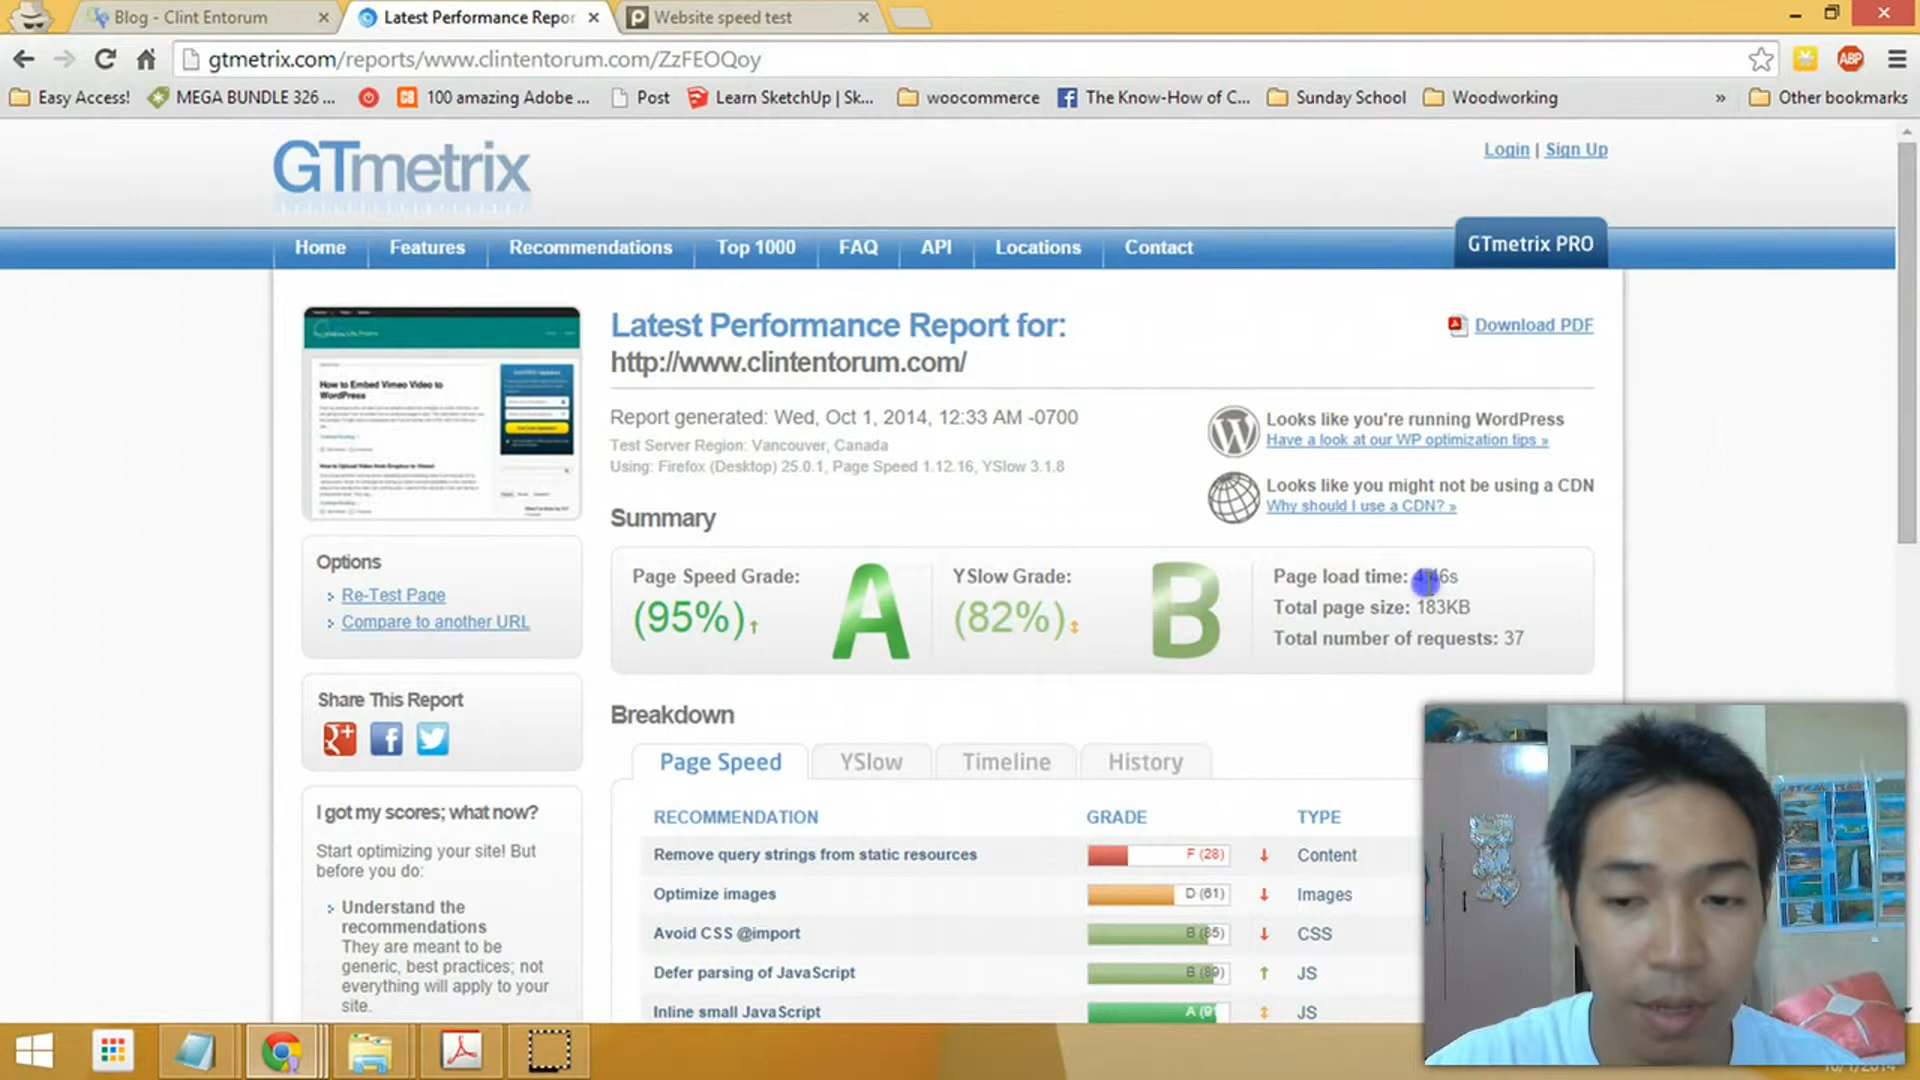 Blog - Clint Entorum
Latest Performance Repor
Website speed test
gtmetrix.com/reports/www.clintentorum.com/ZzFEOQoy
ABP
Easy Access!
MEGA BUNDLE 326 ...
100 amazing Adobe ...
Post
Learn SketchUp | Sk...
woocommerce
The Know-How of C...
Sunday School
Woodworking
»
Other bookmarks
GTmetrix
Login | Sign Up
Home
Features
Recommendations
Top 1000
FAQ
API
Locations
Contact
GTmetrix PRO
How to Embed Vimeo Video to
WordPress
Latest Performance Report for:
http://www.clintentorum.com/
Download PDF
Report generated: Wed, Oct 1, 2014, 12:33 AM -0700
Test Server Region: Vancouver, Canada
Using: Firefox (Desktop) 25.0.1, Page Speed 1.12.16, YSlow 3.1.8
Looks like you're running WordPress
Have a look at our WP optimization tips »
Looks like you might not be using a CDN
Why should I use a CDN? »
Summary
Page Speed Grade:
(95%)
A
YSlow Grade:
(82%)
B
Page load time:
Total page size: 183KB
Total number of requests: 37
Options
Re-Test Page
Compare to another URL
Share This Report
I got my scores; what now?
Start optimizing your site! But
before you do:
Understand the
recommendations
They are meant to be
generic, best practices; not
everything will apply to your
site.
Breakdown
Page Speed
YSlow
Timeline
History
RECOMMENDATION
GRADE
TYPE
Remove query strings from static resources
F (28)
Content
Optimize images
D (61)
Images
Avoid CSS @import
B (85)
CSS
Defer parsing of JavaScript
B (89)
JS
Inline small JavaScript
JS